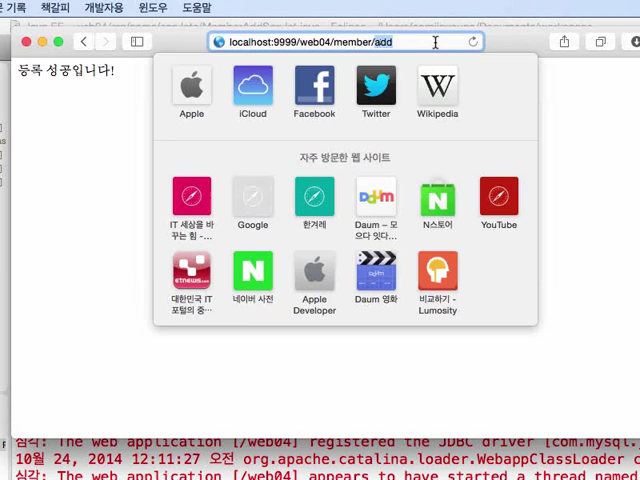 문 기록 책갈피 개발자용 윈도우 도움말
localhost:9999/web04/member/add
등록 성공입니다!
Apple iCloud Facebook Twitter Wikipedia
자주 방문한 웹 사이트
IT 세상을 바꾸는 힘 -... Google 한겨레 Daum – 모으다 잇다... N스토어 YouTube
대한민국 IT 포털의 중... 네이버 사전 Apple Developer Daum 영화 비교하기 - Lumosity
심각: The web application [/web04] registered the JDBC driver [com.mysql.j
10월 24, 2014 12:11:27 오전 org.apache.catalina.loader.WebappClassLoader c
심각: The web application [/web04] appears to have started a thread named